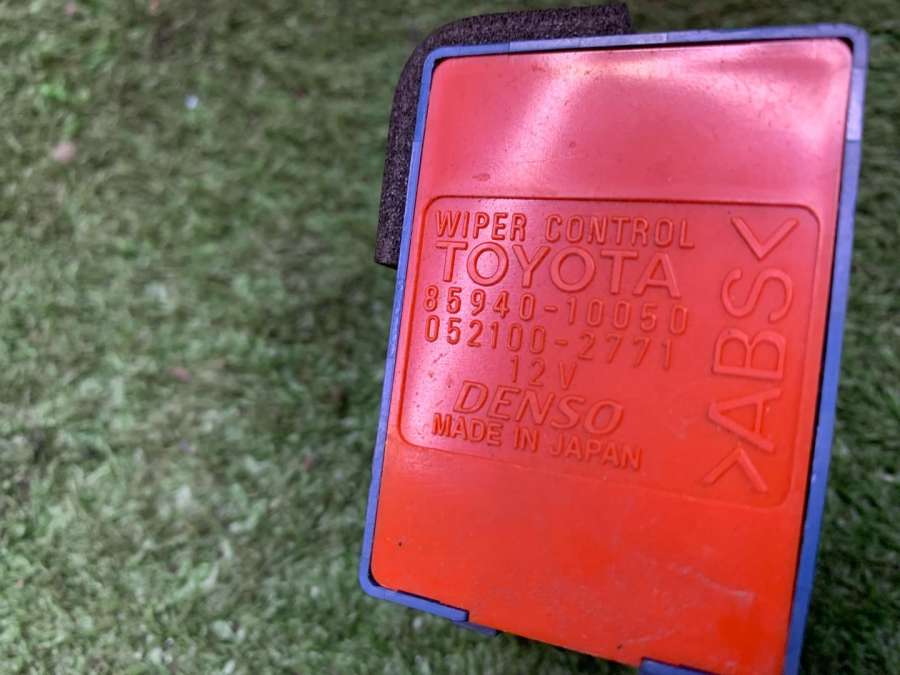 WIPER CONTROL
TOYOTA
85940-10050
052100-2771
12V
DENSO
MADE IN JAPAN
>ABS<